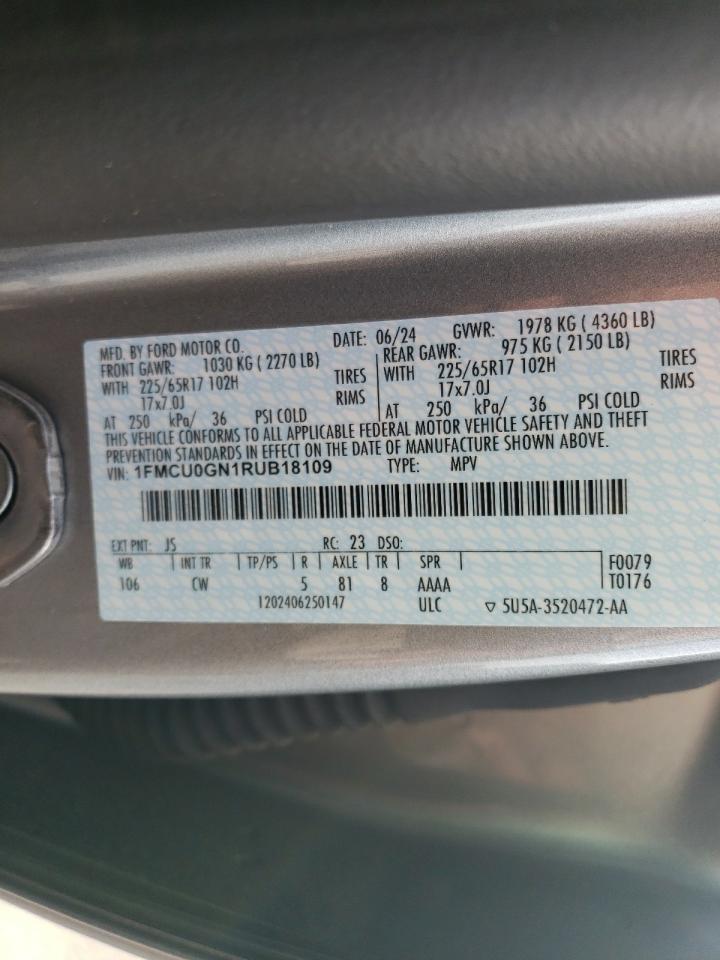 MFD. BY FORD MOTOR CO. DATE: 06/24 GVWR: 1978 KG ( 4360 LB)
FRONT GAWR: 1030 KG ( 2270 LB) REAR GAWR: 975 KG ( 2150 LB)
WITH 225/65R17 102H TIRES WITH 225/65R17 102H TIRES
17x7.0J RIMS 17x7.0J RIMS
AT 250 kPa/ 36 PSI COLD AT 250 kPa/ 36 PSI COLD
THIS VEHICLE CONFORMS TO ALL APPLICABLE FEDERAL MOTOR VEHICLE SAFETY AND THEFT
PREVENTION STANDARDS IN EFFECT ON THE DATE OF MANUFACTURE SHOWN ABOVE.
VIN: 1FMCU0GN1RUB18109 TYPE: MPV
EXT PNT: JS RC: 23 DSO:
WB INT TR TP/PS R AXLE TR SPR F0079
106 CW 5 81 8 AAAA T0176
1202406250147 ULC ▽ 5U5A-3520472-AA